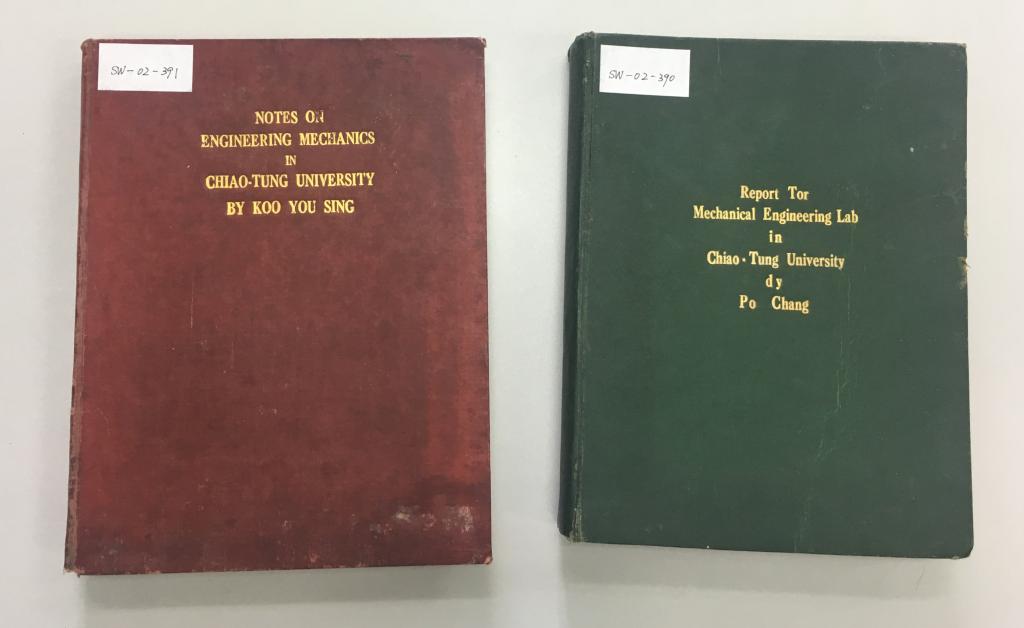 SW-02-391
NOTES ON
ENGINEERING MECHANICS
IN
CHIAO-TUNG UNIVERSITY
BY KOO YOU SING
SW-02-390
Report Tor
Mechanical Engineering Lab
in
Chiao-Tung University
dy
Po Chang